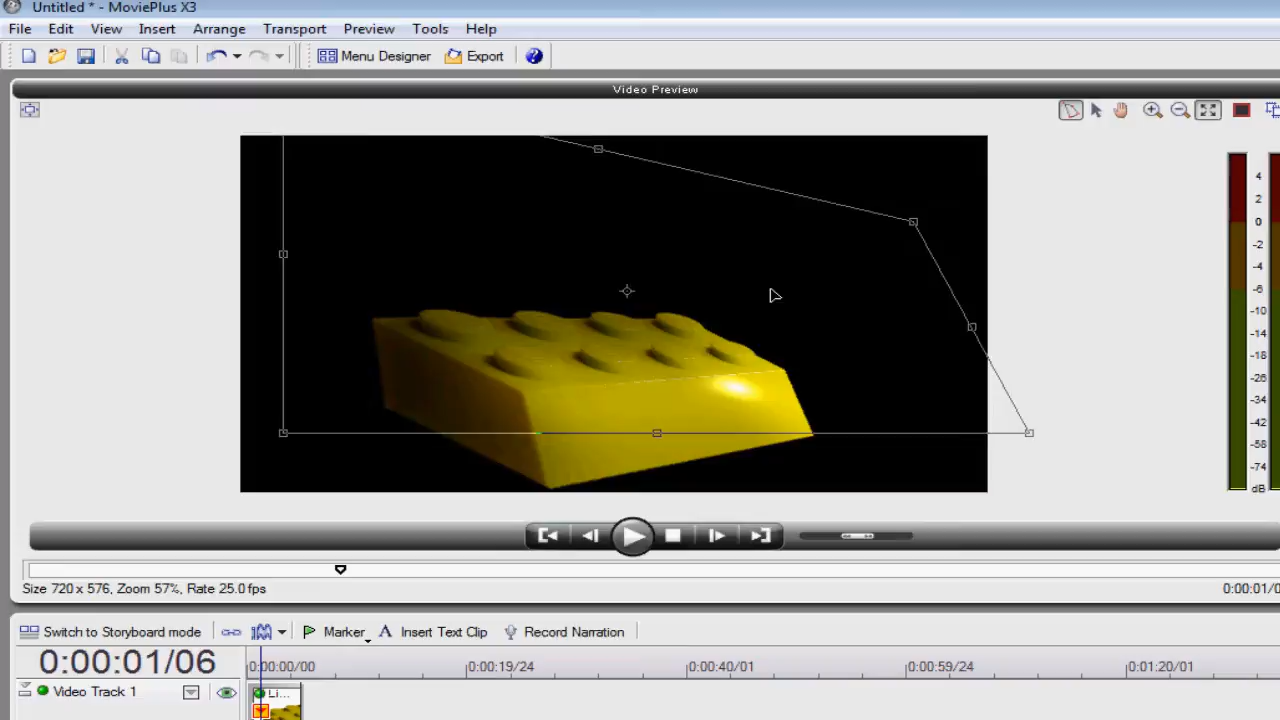 Untitled * - MoviePlus X3
File Edit View Insert Arrange Transport Preview Tools Help
Menu Designer Export
Video Preview
4
2
0
-2
-4
-6
-10
-14
-18
-26
-34
-42
-58
-74
dB
Size 720 x 576, Zoom 57%, Rate 25.0 fps
0:00:01/0
Switch to Storyboard mode Marker A Insert Text Clip Record Narration
0:00:01/06 0:00:00/00 0:00:19/24 0:00:40/01 0:00:59/24 0:01:20/01
Video Track 1 Li...